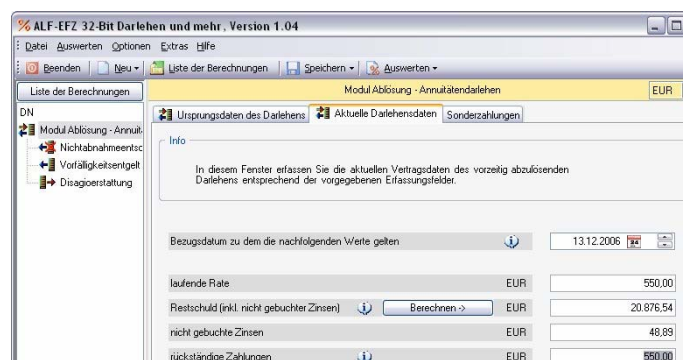 ALF-EFZ 32-Bit Darlehen und mehr, Version 1.04
Datei Auswerten Optionen Extras Hilfe
Beenden Neu Liste der Berechnungen Speichern Auswerten
Liste der Berechnungen
Modul Ablösung - Annuitätendarlehen EUR
DN
Modul Ablösung - Annuit
Nichtabnahmeentsc
Vorfälligkeitsentgelt
Disagioerstattung
Ursprungsdaten des Darlehens Aktuelle Darlehensdaten Sonderzahlungen
Info
In diesem Fenster erfassen Sie die aktuellen Vertragsdaten des vorzeitig abzulösenden
Darlehens entsprechend der vorgegebenen Erfassungsfelder.
Bezugsdatum zu dem die nachfolgenden Werte gelten 13.12.2006
laufende Rate EUR 550,00
Restschuld (inkl. nicht gebuchter Zinsen) Berechnen -> EUR 20.876,54
nicht gebuchte Zinsen EUR 48,89
rückständige Zahlungen EUR 550,00